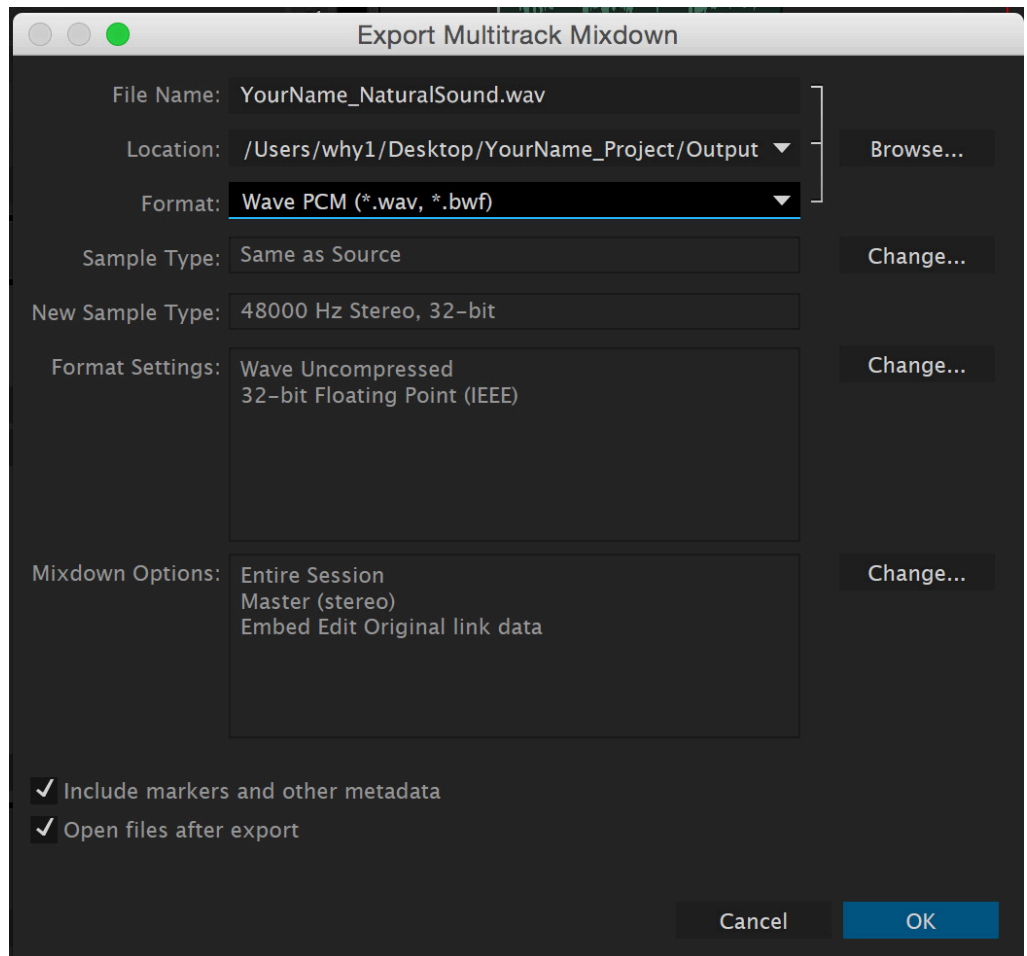 Export Multitrack Mixdown
File Name: YourName_NaturalSound.wav
Location: /Users/why1/Desktop/YourName_Project/Output Browse...
Format: Wave PCM (*.wav, *.bwf)
Sample Type: Same as Source Change...
New Sample Type: 48000 Hz Stereo, 32-bit
Format Settings: Wave Uncompressed Change...
32-bit Floating Point (IEEE)
Mixdown Options: Entire Session Change...
Master (stereo)
Embed Edit Original link data
Include markers and other metadata
Open files after export
Cancel OK